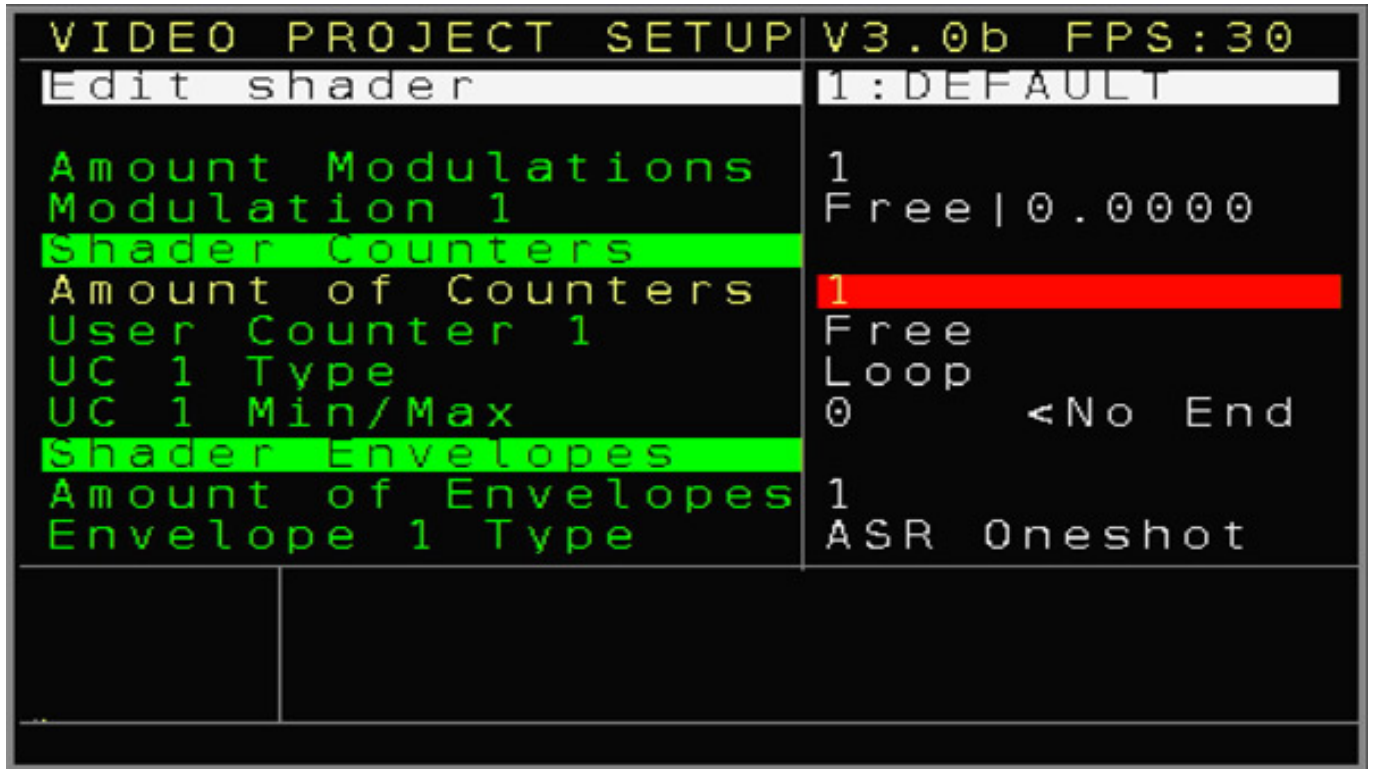 VIDEO PROJECT SETUP V3.0b FPS:30
Edit shader 1:DEFAULT
Amount Modulations 1
Modulation 1 Free|0.0000
Shader Counters
Amount of Counters 1
User Counter 1 Free
UC 1 Type Loop
UC 1 Min/Max 0 <No End
Shader Envelopes
Amount of Envelopes 1
Envelope 1 Type ASR Oneshot